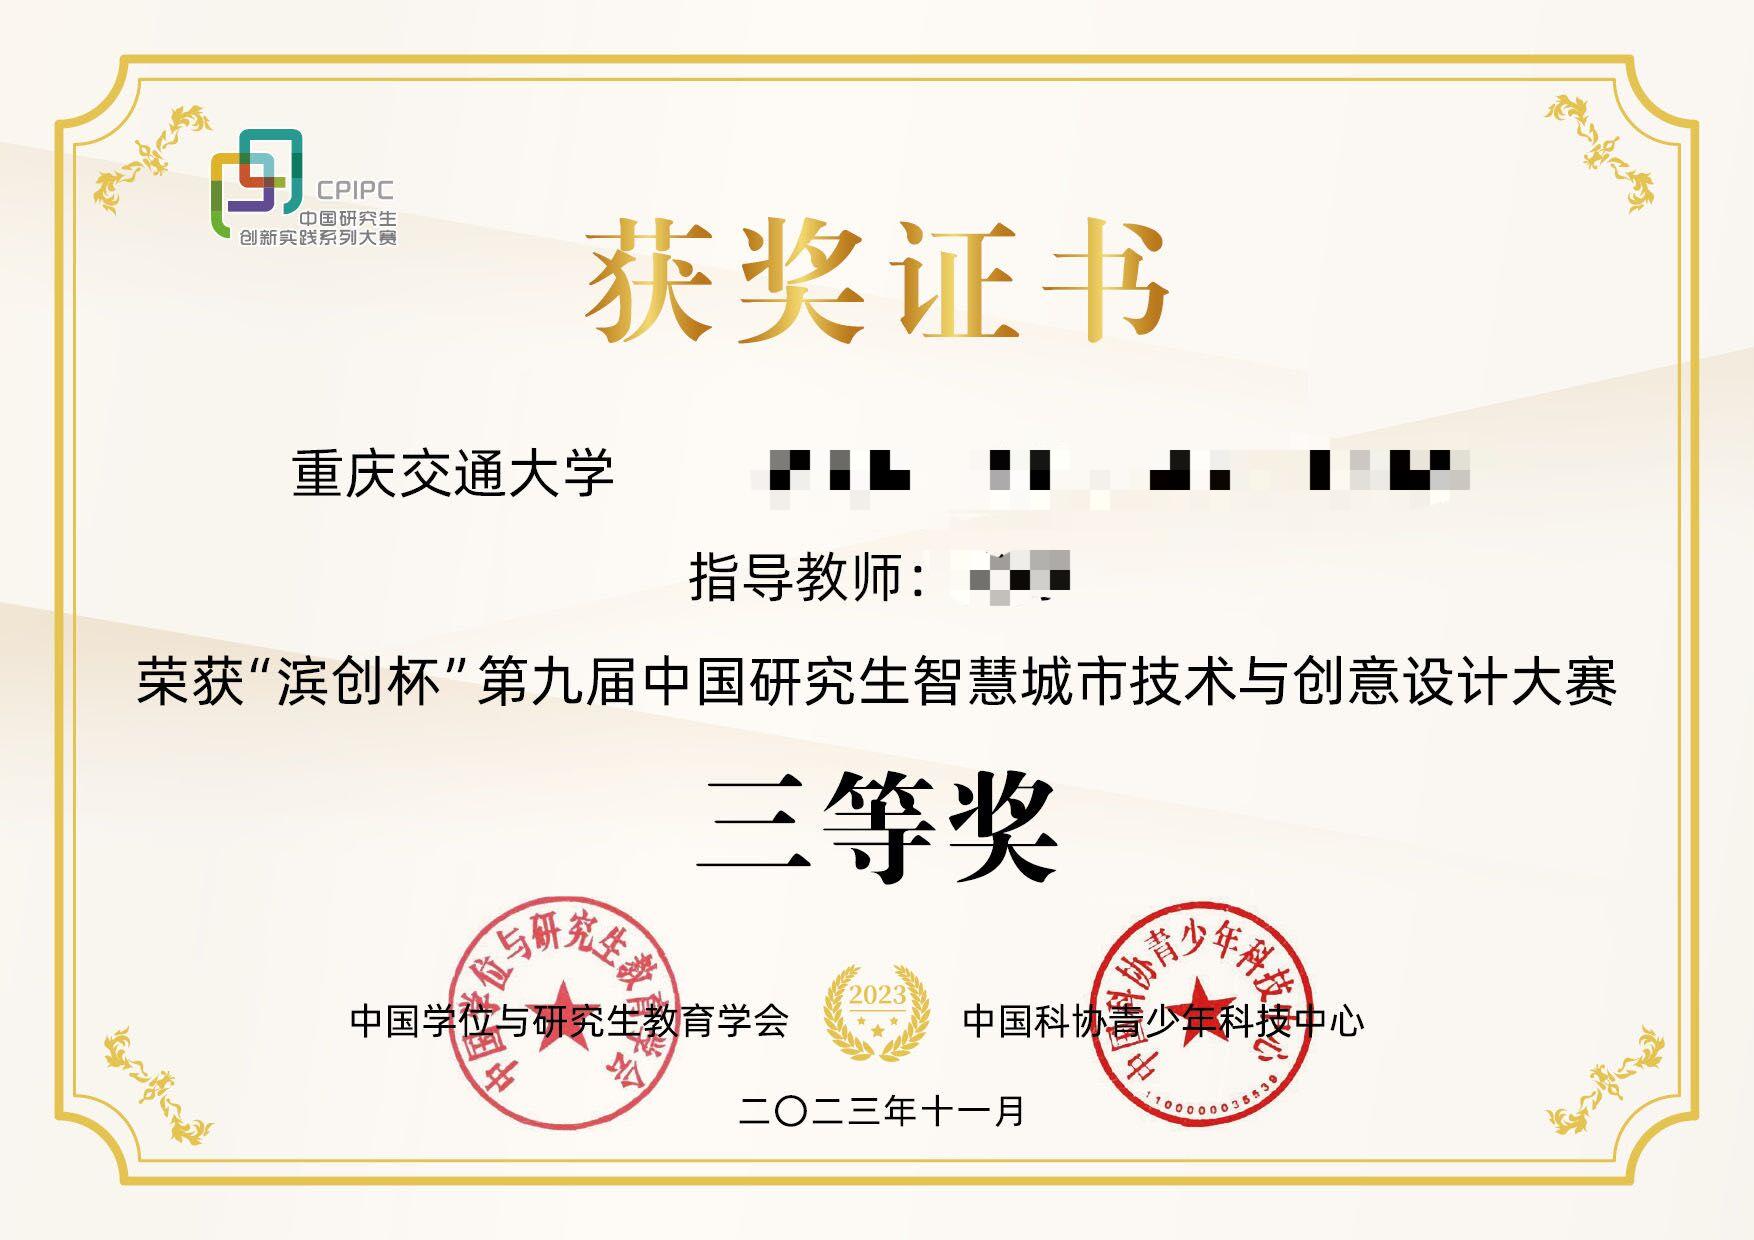 CPIPC
中国研究生
创新实践系列大赛
获奖证书
重庆交通大学
指导教师：
荣获“滨创杯”第九届中国研究生智慧城市技术与创意设计大赛
三等奖
中国学位与研究生教育学会
2023
中国科协青少年科技中心
二〇二三年十一月
中国学位与研究生教育学会
中国科协青少年科技中心